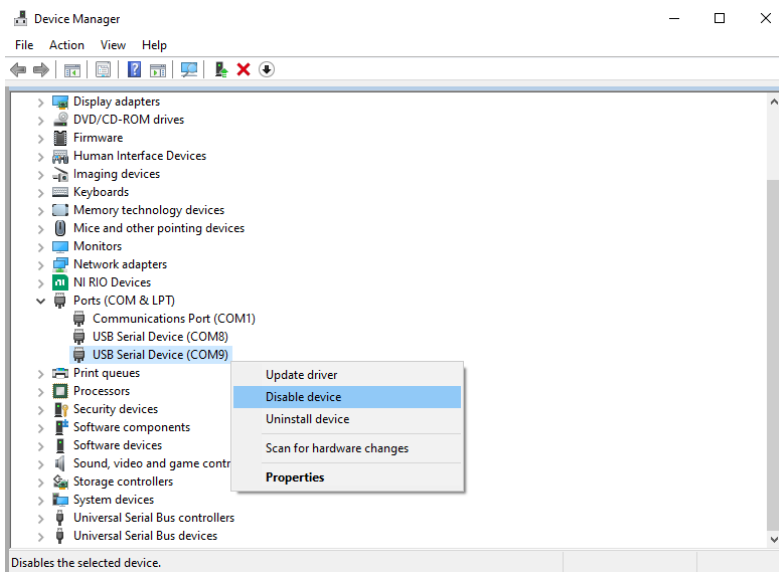 Device Manager
File Action View Help
Display adapters
DVD/CD-ROM drives
Firmware
Human Interface Devices
Imaging devices
Keyboards
Memory technology devices
Mice and other pointing devices
Monitors
Network adapters
NI RIO Devices
Ports (COM & LPT)
Communications Port (COM1)
USB Serial Device (COM8)
USB Serial Device (COM9)
Print queues
Processors
Security devices
Software components
Software devices
Sound, video and game contr
Storage controllers
System devices
Universal Serial Bus controllers
Universal Serial Bus devices
Update driver
Disable device
Uninstall device
Scan for hardware changes
Properties
Disables the selected device.